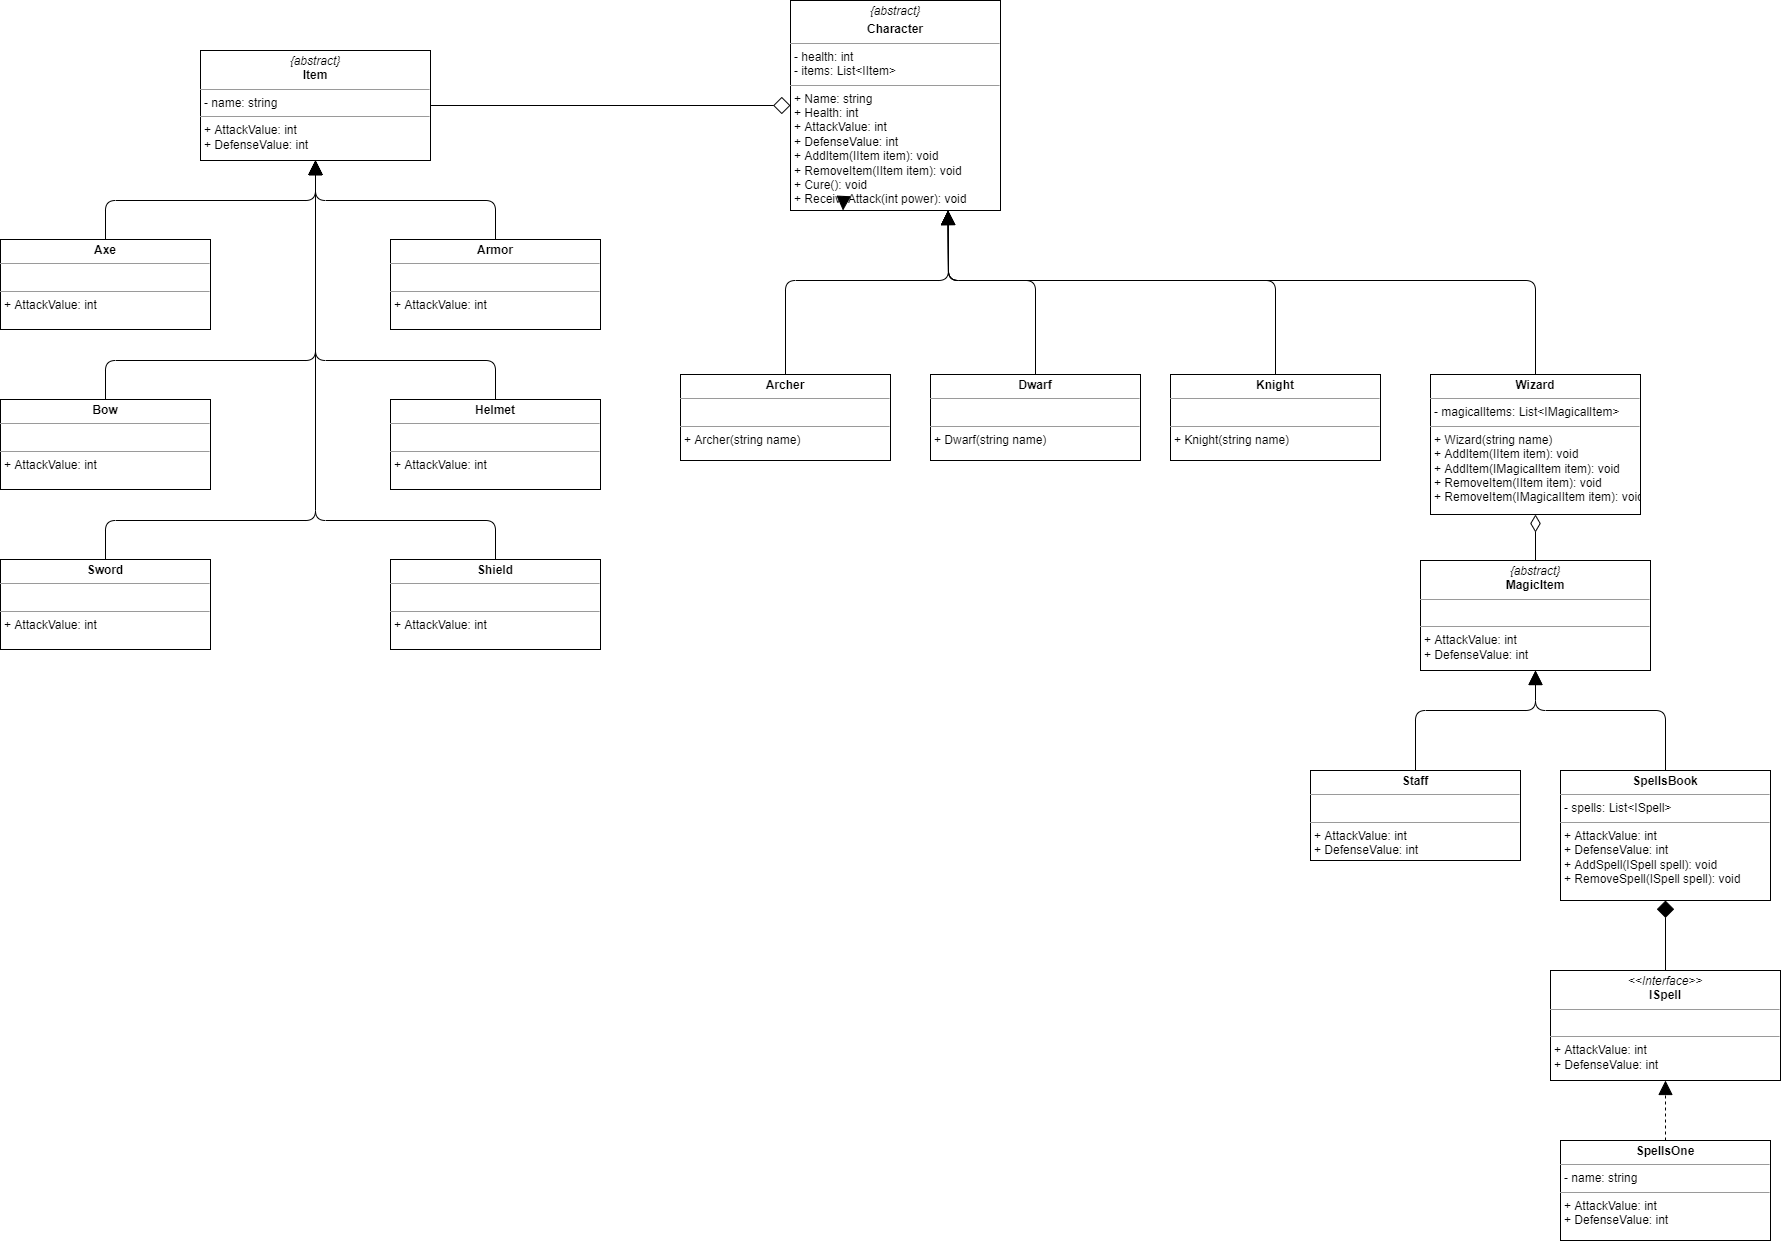 {abstract}
Character
- health: int
- items: List<IItem>
+ Name: string
+ Health: int
+ AttackValue: int
+ DefenseValue: int
+ AddItem(IItem item): void
+ RemoveItem(IItem item): void
+ Cure(): void
+ ReceiveAttack(int power): void
{abstract}
Item
- name: string
+ AttackValue: int
+ DefenseValue: int
Axe
+ AttackValue: int
Armor
+ AttackValue: int
Bow
+ AttackValue: int
Helmet
+ AttackValue: int
Sword
+ AttackValue: int
Shield
+ AttackValue: int
Archer
+ Archer(string name)
Dwarf
+ Dwarf(string name)
Knight
+ Knight(string name)
Wizard
- magicalItems: List<IMagicalItem>
+ Wizard(string name)
+ AddItem(IItem item): void
+ AddItem(IMagicalItem item): void
+ RemoveItem(IItem item): void
+ RemoveItem(IMagicalItem item): void
{abstract}
MagicItem
+ AttackValue: int
+ DefenseValue: int
Staff
+ AttackValue: int
+ DefenseValue: int
SpellsBook
- spells: List<ISpell>
+ AttackValue: int
+ DefenseValue: int
+ AddSpell(ISpell spell): void
+ RemoveSpell(ISpell spell): void
<<Interface>>
ISpell
+ AttackValue: int
+ DefenseValue: int
SpellsOne
- name: string
+ AttackValue: int
+ DefenseValue: int